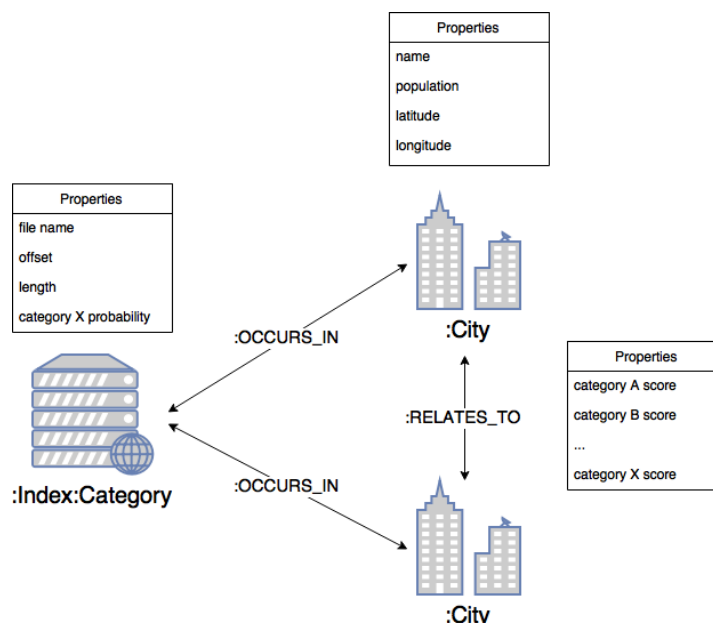 Properties
name
population
latitude
longitude
Properties
file name
offset
length
category X probability
:OCCURS_IN
:City
:Index:Category
:RELATES_TO
Properties
category A score
category B score
...
category X score
:OCCURS_IN
:City